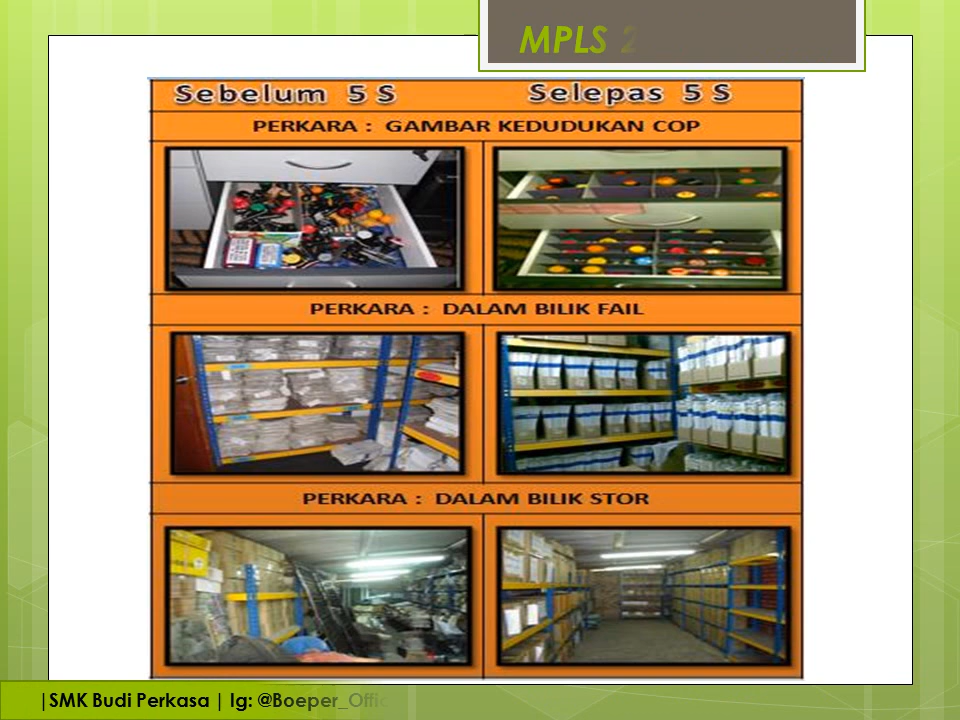 MPLS 2
Sebelum 5 S
Selepas 5 S
PERKARA : GAMBAR KEDUDUKAN COP
PERKARA : DALAM BILIK FAIL
PERKARA : DALAM BILIK STOR
|SMK Budi Perkasa | Ig: @Boeper_Offic